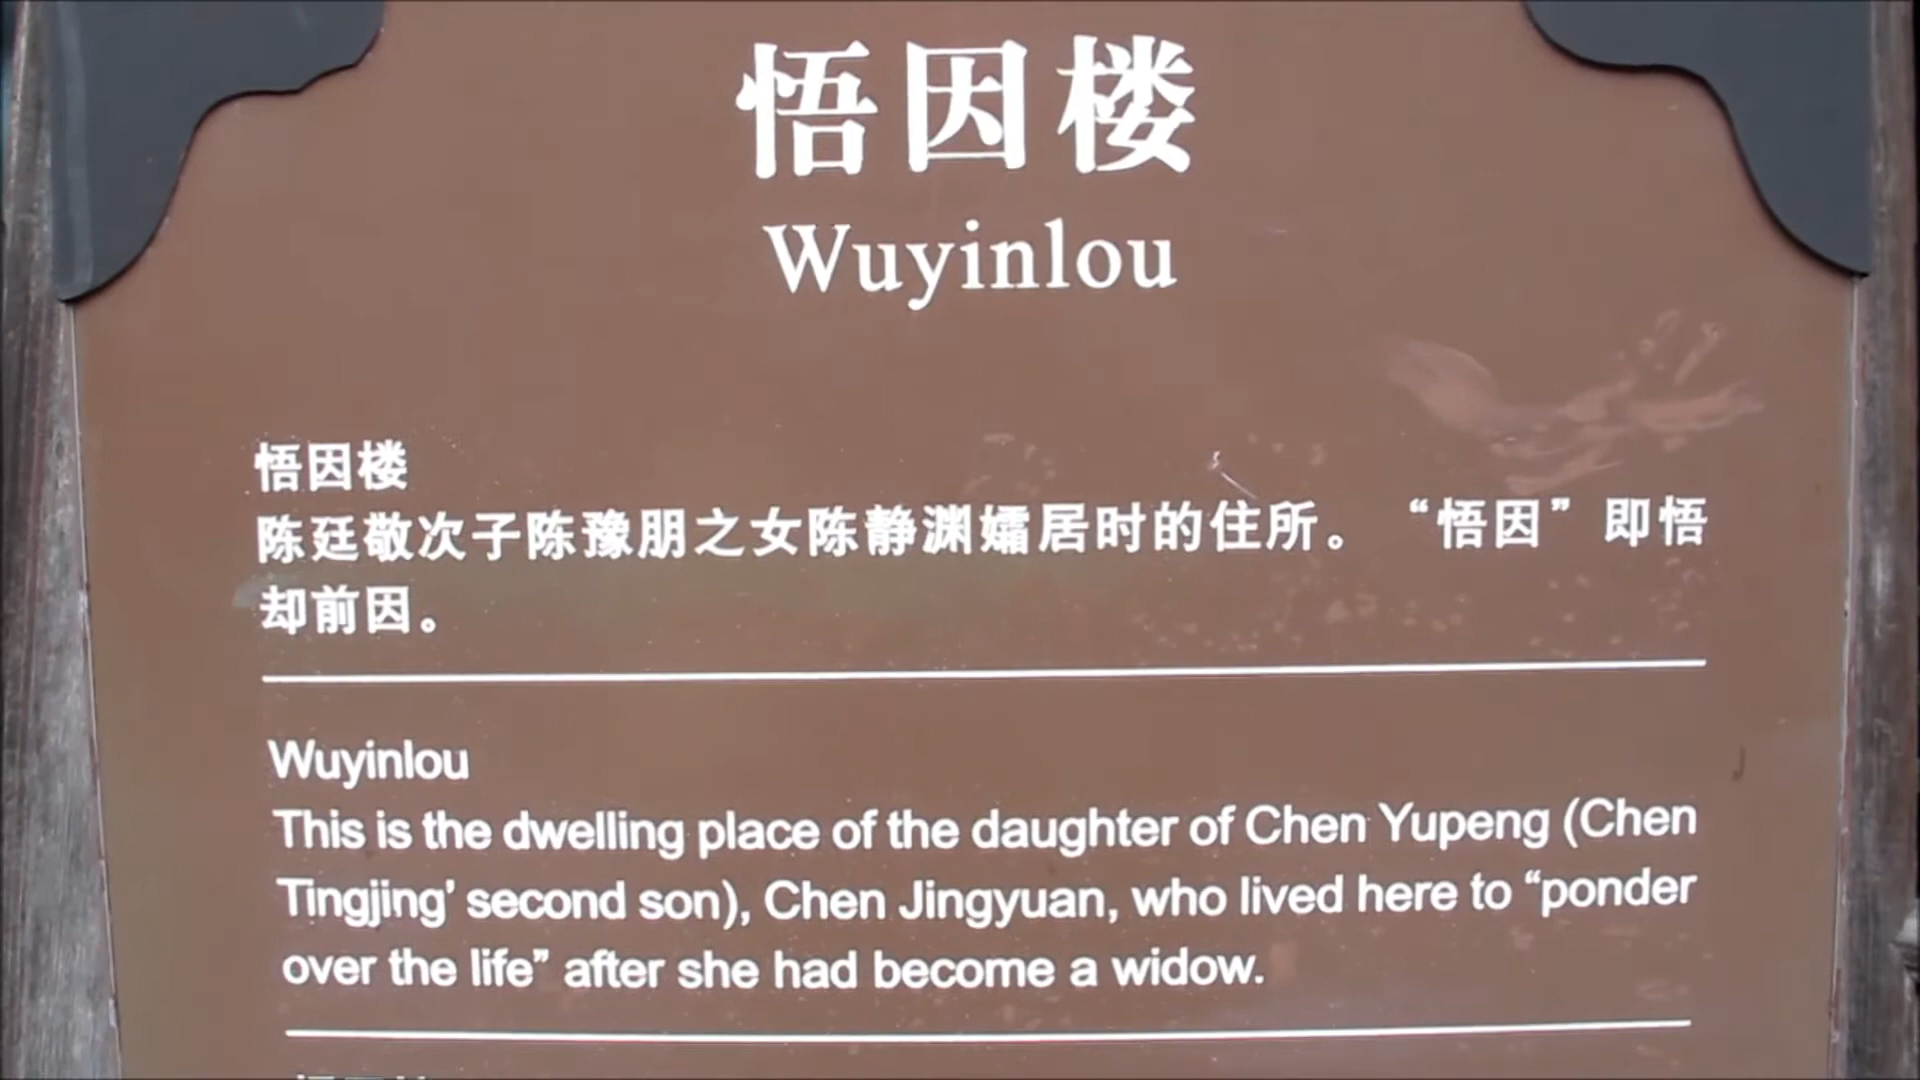 悟因楼
Wuyinlou
悟因楼
陈廷敬次子陈豫朋之女陈静渊孀居时的住所。“悟因”即悟
却前因。
Wuyinlou
This is the dwelling place of the daughter of Chen Yupeng (Chen
Tingjing’ second son), Chen Jingyuan, who lived here to “ponder
over the life” after she had become a widow.